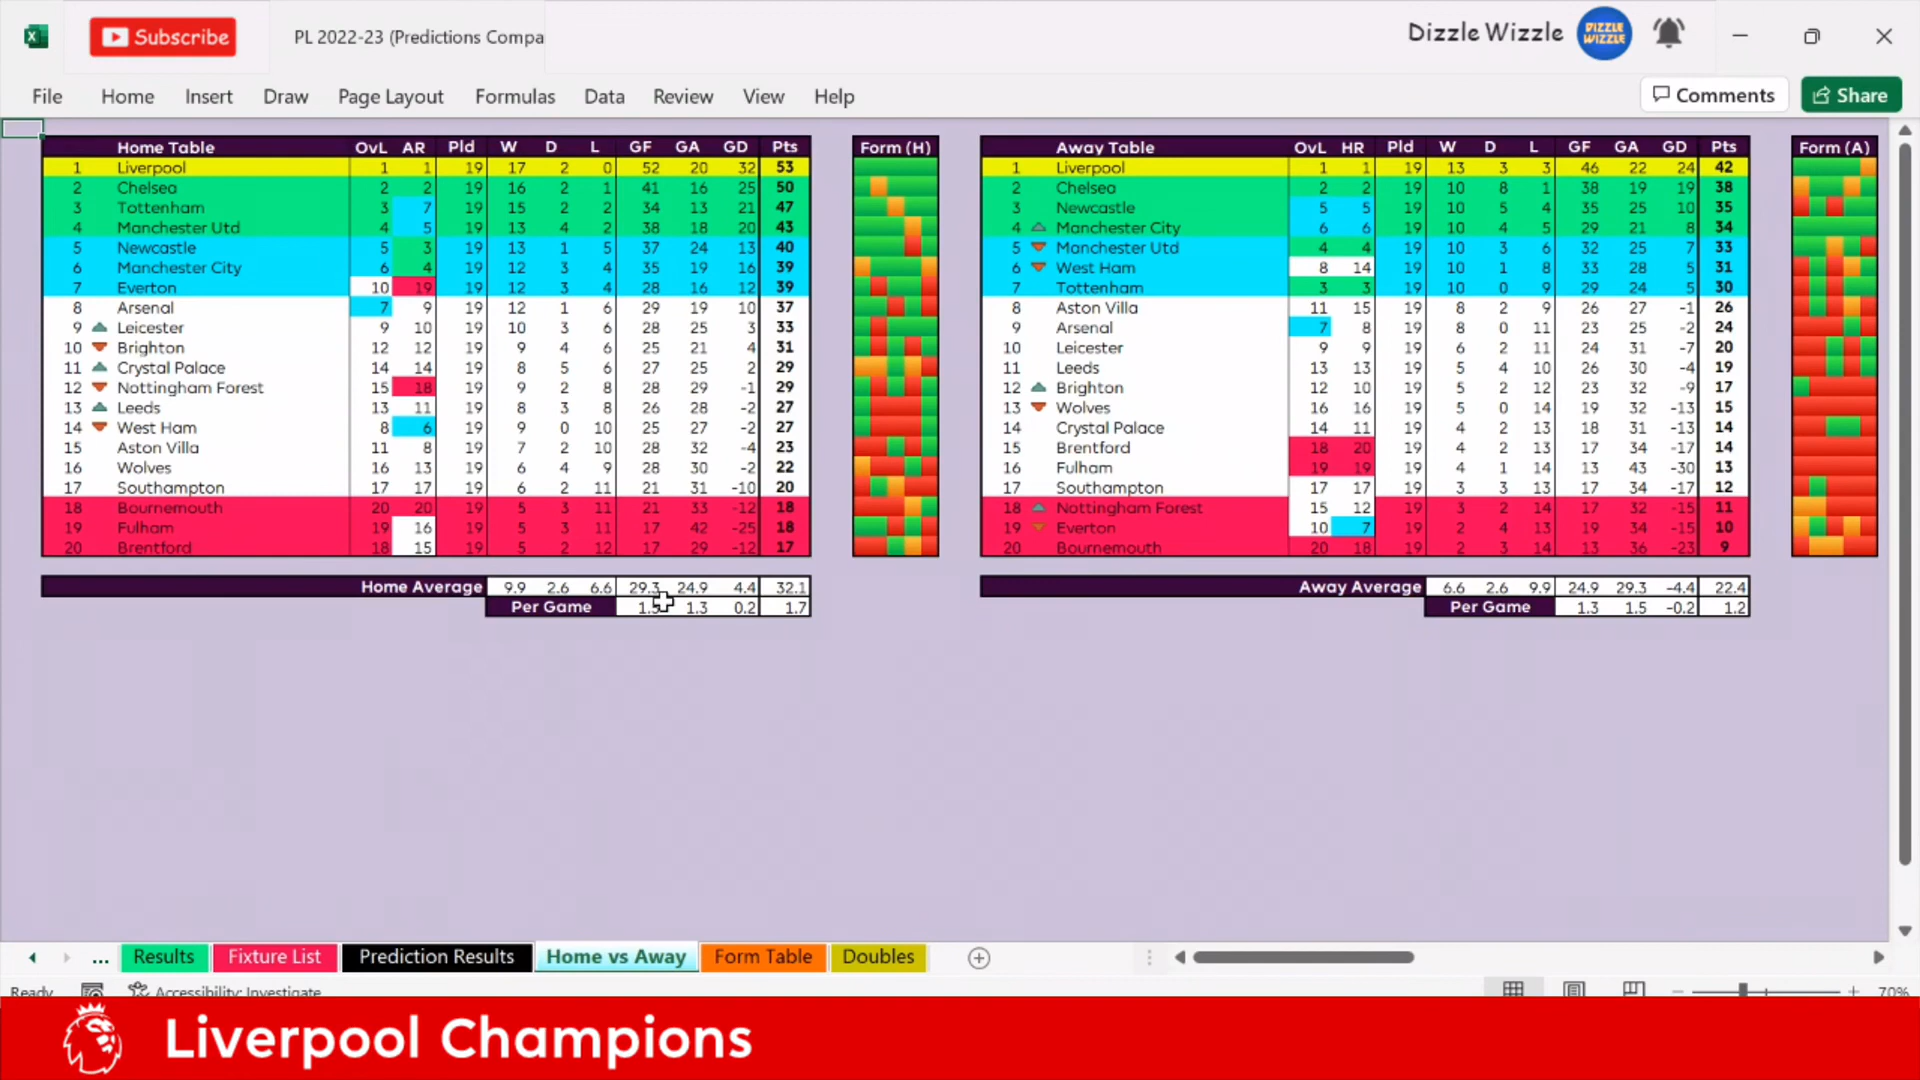 Subscribe
PL 2022-23 (Predictions Compa
Dizzle Wizzle
DIZZLE
WIZZLE
File Home Insert Draw Page Layout Formulas Data Review View Help
Comments Share
Home Table OvL AR Pld W D L GF GA GD Pts
1 Liverpool 1 1 19 17 2 0 52 20 32 53
2 Chelsea 2 2 19 16 2 1 41 16 25 50
3 Tottenham 3 7 19 15 2 2 34 13 21 47
4 Manchester Utd 4 5 19 13 4 2 38 18 20 43
5 Newcastle 5 3 19 13 1 5 37 24 13 40
6 Manchester City 6 4 19 12 3 4 35 19 16 39
7 Everton 10 19 19 12 3 4 28 16 12 39
8 Arsenal 7 9 19 12 1 6 29 19 10 37
9 Leicester 9 10 19 10 3 6 28 25 3 33
10 Brighton 12 12 19 9 4 6 25 21 4 31
11 Crystal Palace 14 14 19 8 5 6 27 25 2 29
12 Nottingham Forest 15 18 19 9 2 8 28 29 -1 29
13 Leeds 13 11 19 8 3 8 26 28 -2 27
14 West Ham 8 6 19 9 0 10 25 27 -2 27
15 Aston Villa 11 8 19 7 2 10 28 32 -4 23
16 Wolves 16 13 19 6 4 9 28 30 -2 22
17 Southampton 17 17 19 6 2 11 21 31 -10 20
18 Bournemouth 20 20 19 5 3 11 21 33 -12 18
19 Fulham 19 16 19 5 3 11 17 42 -25 18
20 Brentford 18 15 19 5 2 12 17 29 -12 17
Home Average 9.9 2.6 6.6 29.3 24.9 4.4 32.1
Per Game 1.3 0.2 1.7
Form (H)
Away Table OvL HR Pld W D L GF GA GD Pts
1 Liverpool 1 1 19 13 3 3 46 22 24 42
2 Chelsea 2 2 19 10 8 1 38 19 19 38
3 Newcastle 5 5 19 10 5 4 35 25 10 35
4 Manchester City 6 6 19 10 4 5 29 21 8 34
5 Manchester Utd 4 4 19 10 3 6 32 25 7 33
6 West Ham 8 14 19 10 1 8 33 28 5 31
7 Tottenham 3 3 19 10 0 9 29 24 5 30
8 Aston Villa 11 15 19 8 2 9 26 27 -1 26
9 Arsenal 7 8 19 8 0 11 23 25 -2 24
10 Leicester 9 9 19 6 2 11 24 31 -7 20
11 Leeds 13 13 19 5 4 10 26 30 -4 19
12 Brighton 12 10 19 5 2 12 23 32 -9 17
13 Wolves 16 16 19 5 0 14 19 32 -13 15
14 Crystal Palace 14 11 19 4 2 13 18 31 -13 14
15 Brentford 18 20 19 4 2 13 17 34 -17 14
16 Fulham 19 19 19 4 1 14 13 43 -30 13
17 Southampton 17 17 19 3 3 13 17 34 -17 12
18 Nottingham Forest 15 12 19 3 2 14 17 32 -15 11
19 Everton 10 7 19 2 4 13 19 34 -15 10
20 Bournemouth 20 18 19 2 3 14 13 36 -23 9
Away Average 6.6 2.6 9.9 24.9 29.3 -4.4 22.4
Per Game 1.3 1.5 -0.2 1.2
Form (A)
... Results Fixture List Prediction Results Home vs Away Form Table Doubles
Ready Accessibility: Investigate 70%
Liverpool Champions